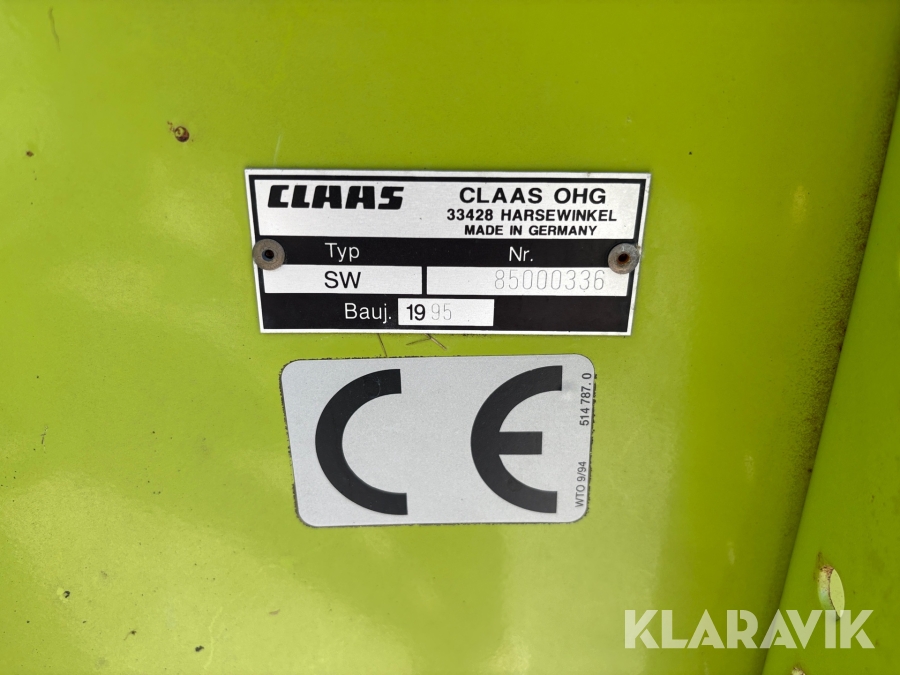 CLAAS
CLAAS OHG
33428 HARSEWINKEL
MADE IN GERMANY
Typ Nr.
SW 85000336
Bauj. 1995
CE
514 787.0
WTO 9/94
KLARAVIK